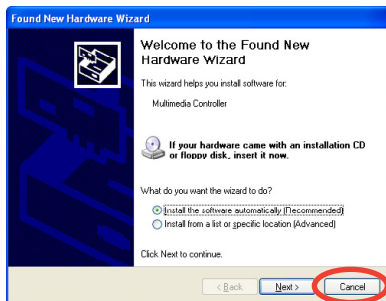 Found New Hardware Wizard
Welcome to the Found New
Hardware Wizard
This wizard helps you install software for:
Multimedia Controller
If your hardware came with an installation CD
or floppy disk, insert it now.
What do you want the wizard to do?
Install the software automatically (Recommended)
Install from a list or specific location (Advanced)
Click Next to continue.
< Back Next > Cancel